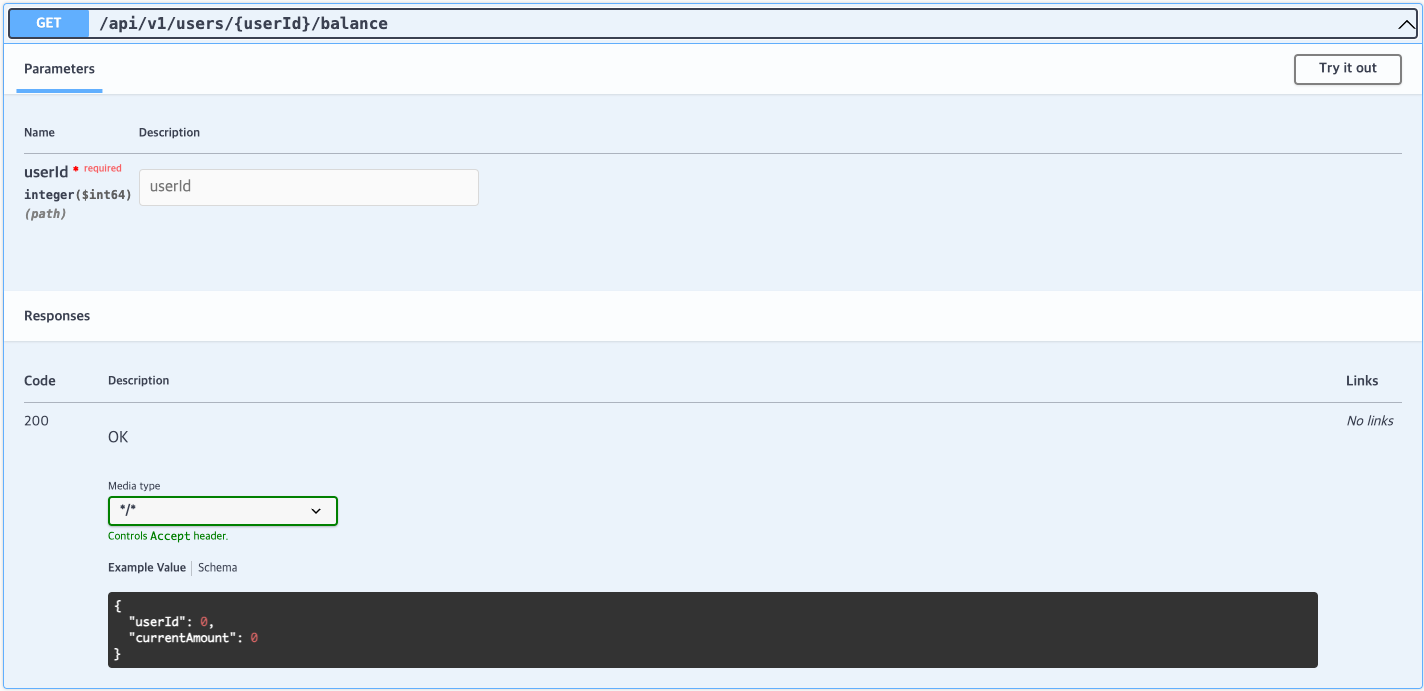 GET /api/v1/users/{userId}/balance
Parameters
Try it out
Name Description
userId * required
integer($int64)
(path)
userId
Responses
Code Description Links
200
OK
No links
Media type
*/*
Controls Accept header.
Example Value Schema
{
  "userId": 0,
  "currentAmount": 0
}